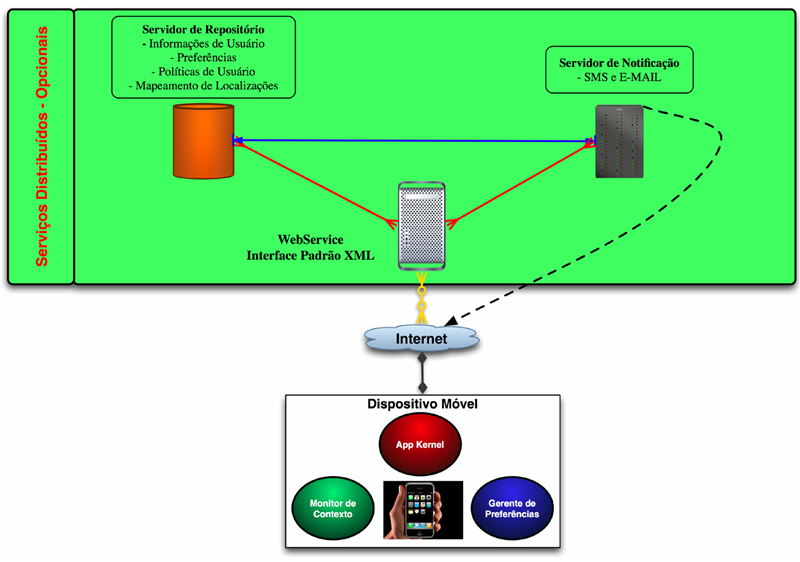 Serviços Distribuídos - Opcionais
Servidor de Repositório
- Informações de Usuário
- Preferências
- Políticas de Usuário
- Mapeamento de Localizações
Servidor de Notificação
- SMS e E-MAIL
WebService
Interface Padrão XML
Internet
Dispositivo Móvel
App Kernel
Monitor de
Contexto
Gerente de
Preferências